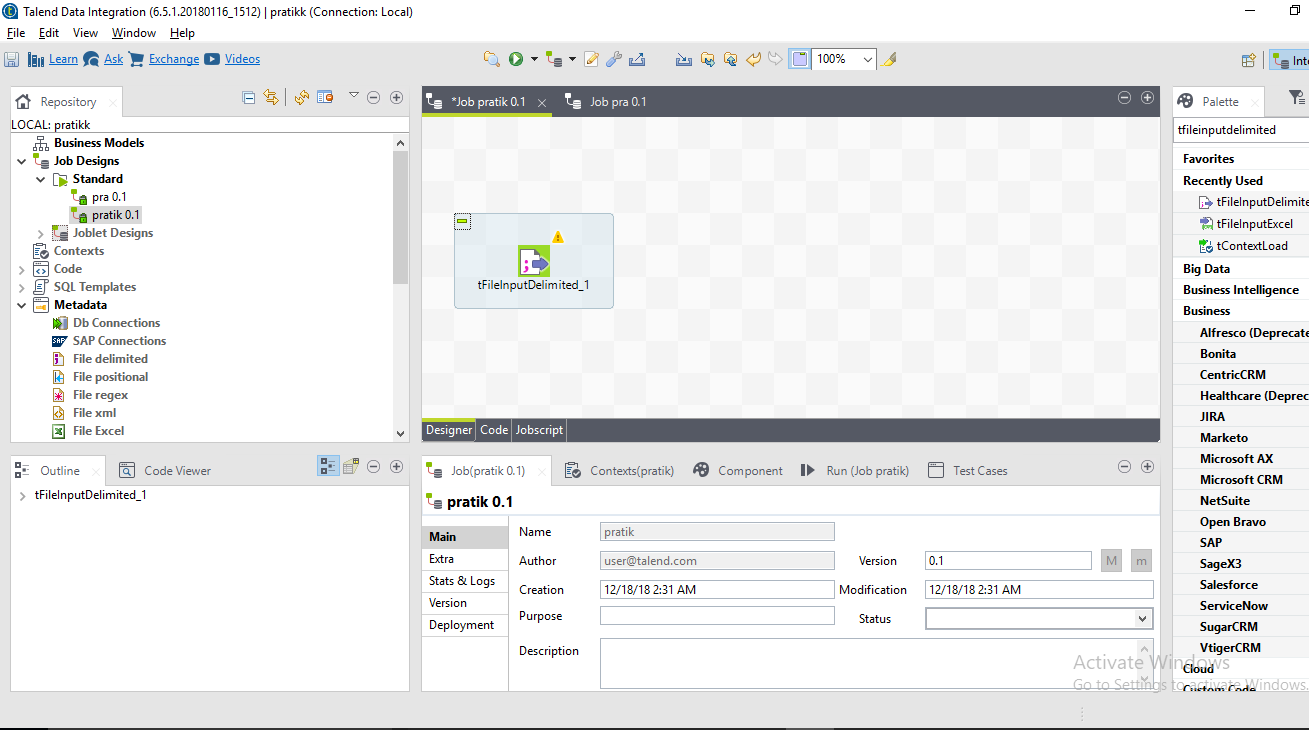 Talend Data Integration (6.5.1.20180116_1512) | pratikk (Connection: Local)
File Edit View Window Help
Learn Ask Exchange Videos
100%
Inte
Repository
LOCAL: pratikk
Business Models
Job Designs
Standard
pra 0.1
pratik 0.1
Joblet Designs
Contexts
Code
SQL Templates
Metadata
Db Connections
SAP Connections
File delimited
File positional
File regex
File xml
File Excel
*Job pratik 0.1
Job pra 0.1
tFileInputDelimited_1
Designer Code Jobscript
Palette
tfileinputdelimited
Favorites
Recently Used
tFileInputDelimite
tFileInputExcel
tContextLoad
Big Data
Business Intelligence
Business
Alfresco (Deprecate
Bonita
CentricCRM
Healthcare (Deprec
JIRA
Marketo
Microsoft AX
Microsoft CRM
NetSuite
Open Bravo
SAP
SageX3
Salesforce
ServiceNow
SugarCRM
VtigerCRM
Cloud
Custom Code
Outline
Code Viewer
tFileInputDelimited_1
Job(pratik 0.1)
Contexts(pratik)
Component
Run (Job pratik)
Test Cases
pratik 0.1
Main
Extra
Stats & Logs
Version
Deployment
Name pratik
Author user@talend.com Version 0.1 M m
Creation 12/18/18 2:31 AM Modification 12/18/18 2:31 AM
Purpose Status
Description
Activate Windows
Go to Settings to activate Windows.